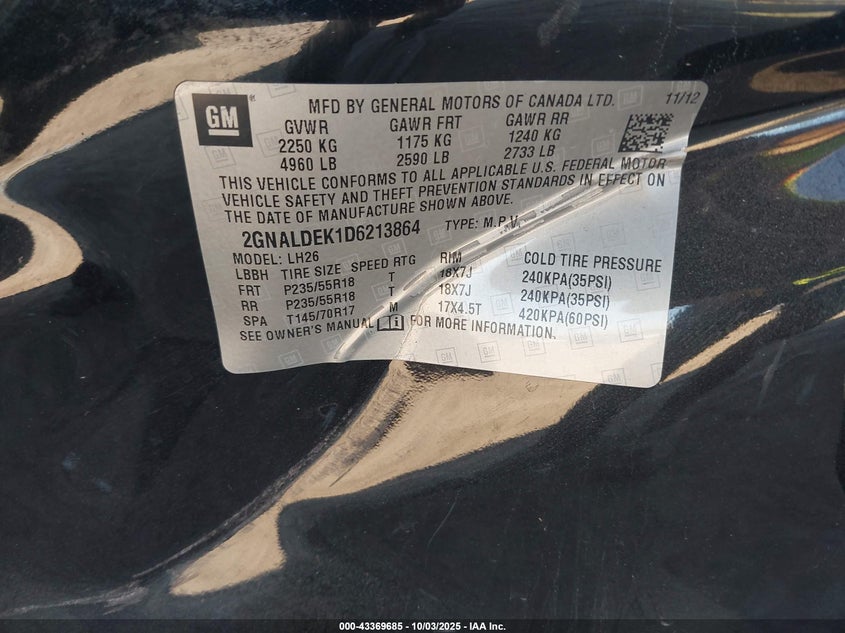 GM
MFD BY GENERAL MOTORS OF CANADA LTD. 11/12
GVWR GAWR FRT GAWR RR
2250 KG 1175 KG 1240 KG
4960 LB 2590 LB 2733 LB
THIS VEHICLE CONFORMS TO ALL APPLICABLE U.S. FEDERAL MOTOR
VEHICLE SAFETY AND THEFT PREVENTION STANDARDS IN EFFECT ON
THE DATE OF MANUFACTURE SHOWN ABOVE.
2GNALDEK1D6213864 TYPE: M.P.V.
MODEL: LH26
LBBH TIRE SIZE SPEED RTG RIM COLD TIRE PRESSURE
FRT P235/55R18 T 18X7J 240KPA(35PSI)
RR P235/55R18 T 18X7J 240KPA(35PSI)
SPA T145/70R17 M 17X4.5T 420KPA(60PSI)
SEE OWNER'S MANUAL FOR MORE INFORMATION.
000-43369685 - 10/03/2025 - IAA Inc.